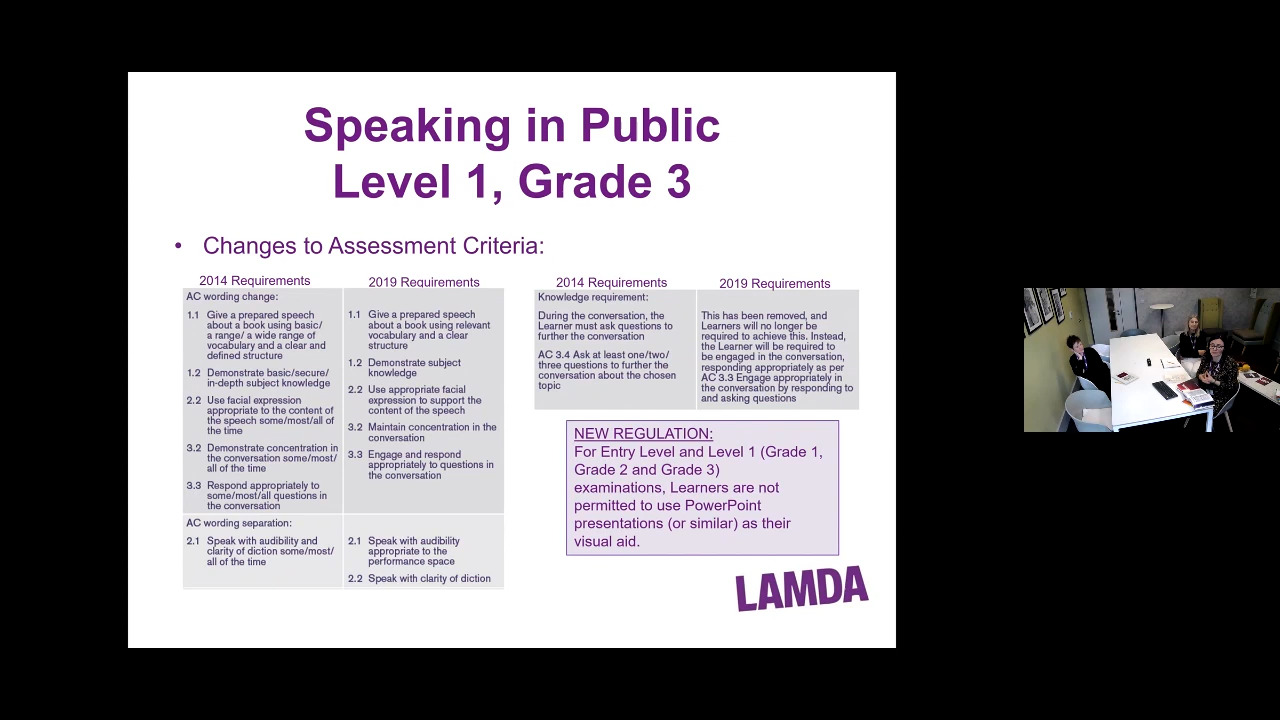 Speaking in Public
Level 1, Grade 3
• Changes to Assessment Criteria:
2014 Requirements
2019 Requirements
AC wording change:
1.1 Give a prepared speech
about a book using basic/
a range/ a wide range of
vocabulary and a clear and
defined structure
1.2 Demonstrate basic/secure/
in-depth subject knowledge
2.2 Use facial expression
appropriate to the content of
the speech some/most/all of
the time
3.2 Demonstrate concentration in
the conversation some/most/
all of the time
3.3 Respond appropriately to
some/most/all questions in
the conversation
1.1 Give a prepared speech
about a book using relevant
vocabulary and a clear
structure
1.2 Demonstrate subject
knowledge
2.2 Use appropriate facial
expression to support the
content of the speech
3.2 Maintain concentration in the
conversation
3.3 Engage and respond
appropriately to questions in
the conversation
AC wording separation:
2.1 Speak with audibility and
clarity of diction some/most/
all of the time
2.1 Speak with audibility
appropriate to the
performance space
2.2 Speak with clarity of diction
2014 Requirements
2019 Requirements
Knowledge requirement:
During the conversation, the
Learner must ask questions to
further the conversation
AC 3.4 Ask at least one/two/
three questions to further the
conversation about the chosen
topic
This has been removed, and
Learners will no longer be
required to achieve this. Instead,
the Learner will be required to
be engaged in the conversation,
responding appropriately as per
AC 3.3 Engage appropriately in
the conversation by responding to
and asking questions
NEW REGULATION:
For Entry Level and Level 1 (Grade 1,
Grade 2 and Grade 3)
examinations, Learners are not
permitted to use PowerPoint
presentations (or similar) as their
visual aid.
LAMDA